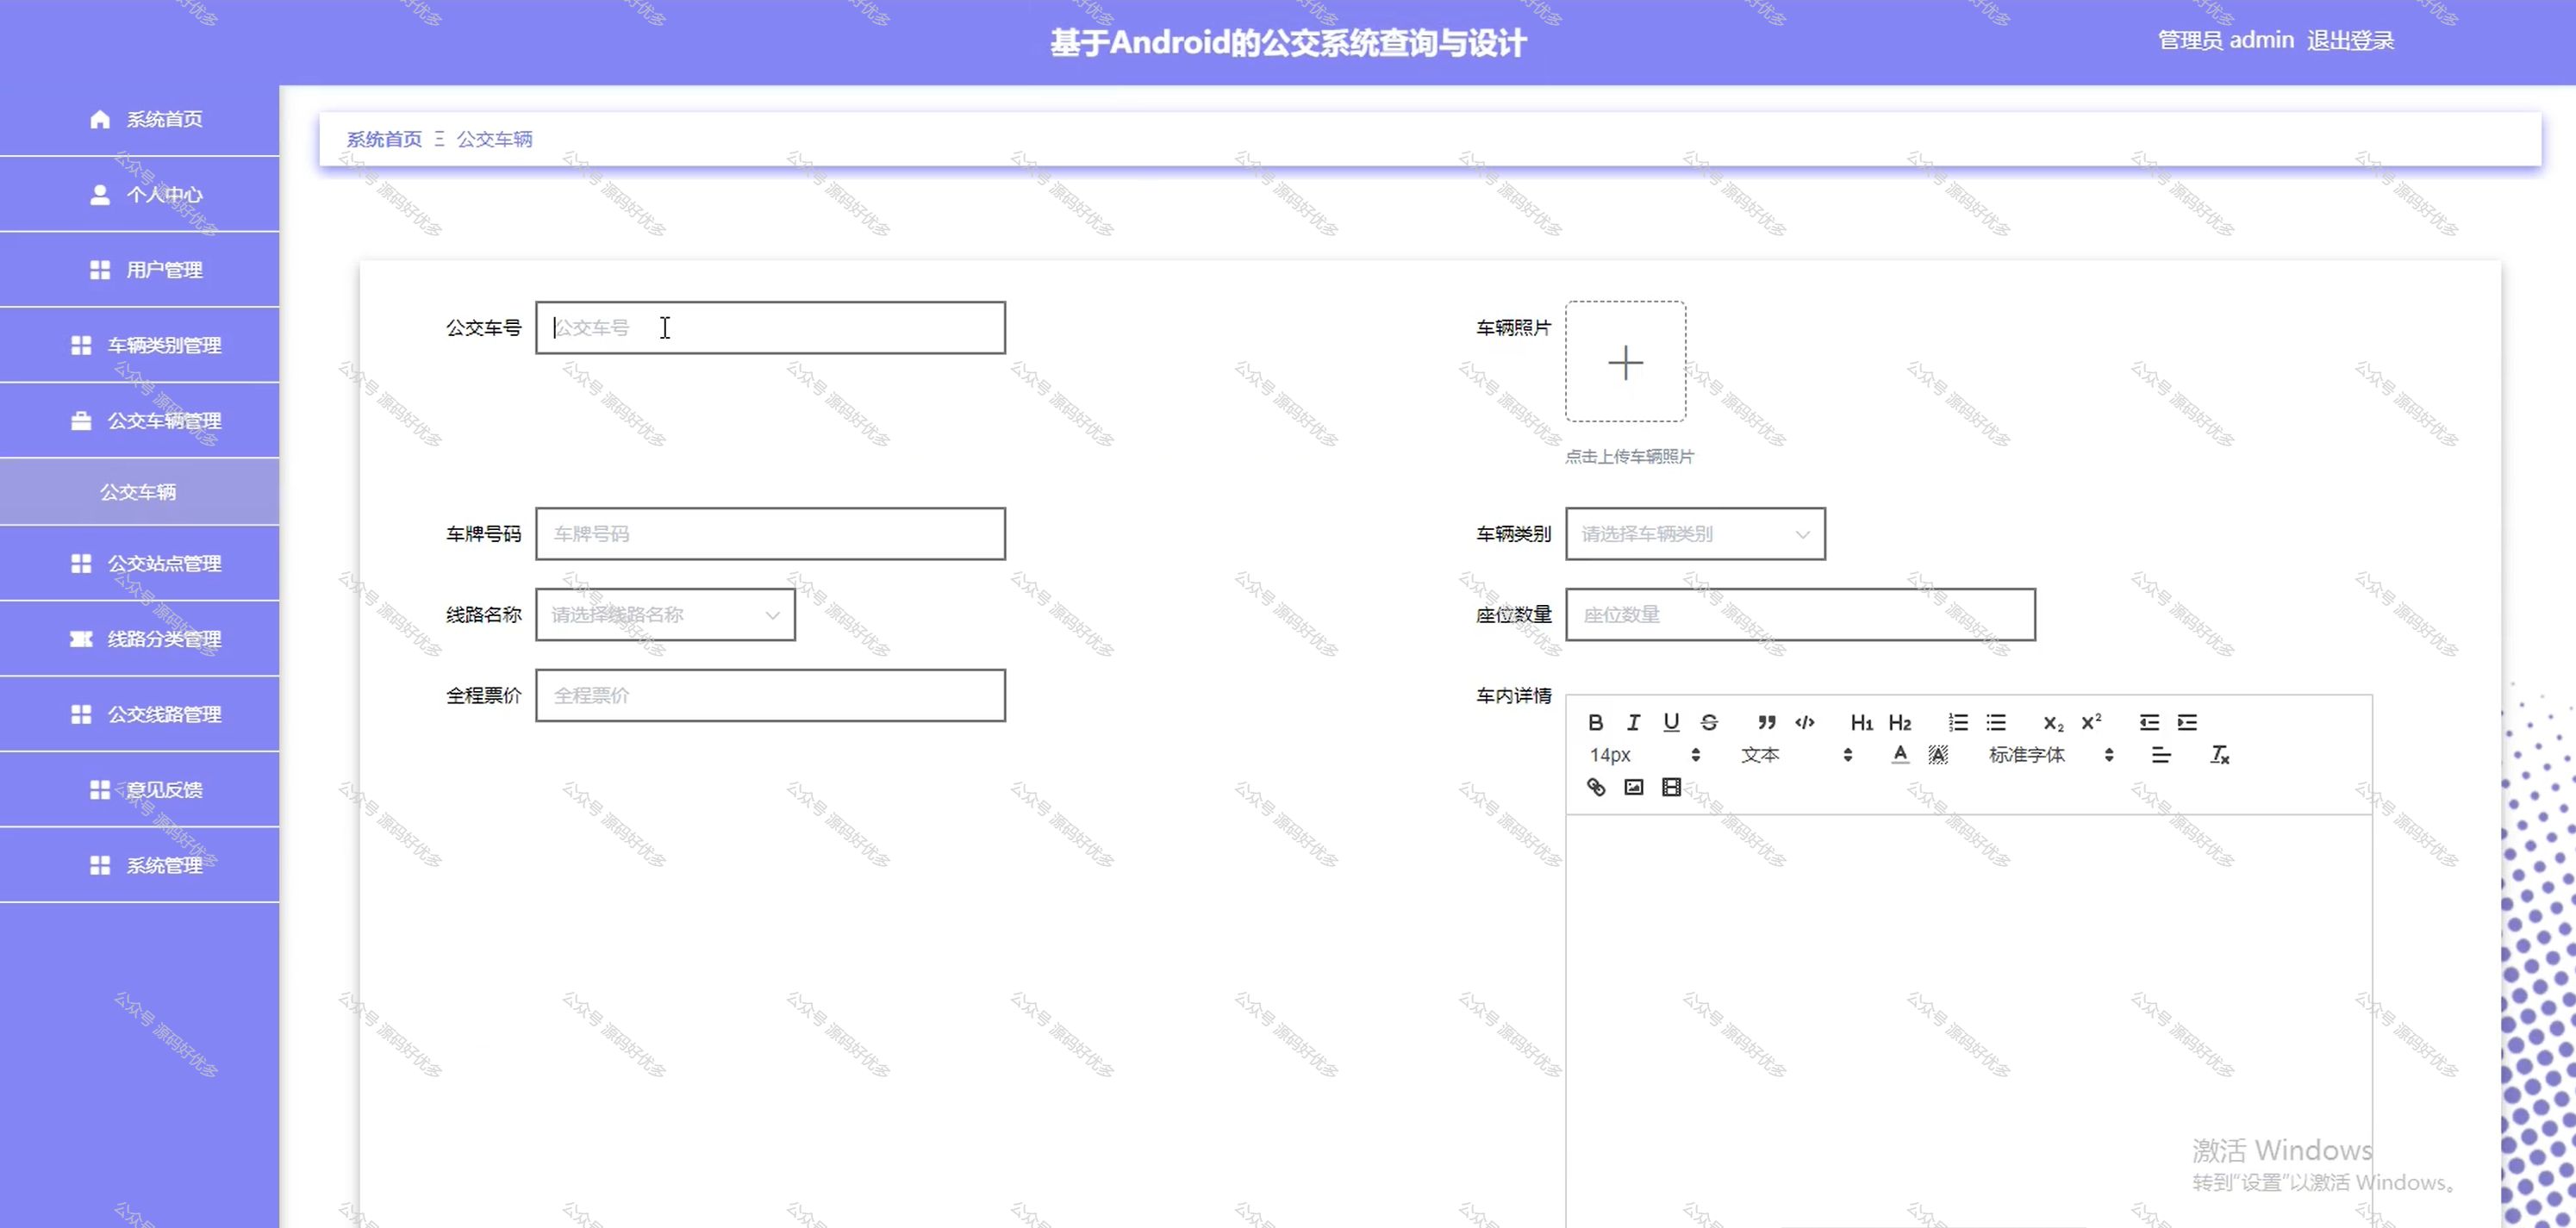 基于Android的公交系统查询与设计
管理员 admin 退出登录
系统首页
个人中心
用户管理
车辆类别管理
公交车辆管理
公交车辆
公交站点管理
线路分类管理
公交线路管理
意见反馈
系统管理
系统首页 Ξ 公交车辆
公交车号 公交车号
车辆照片
点击上传车辆照片
车牌号码 车牌号码
车辆类别 请选择车辆类别
线路名称 请选择线路名称
座位数量 座位数量
全程票价 全程票价
车内详情
B I U S ” </> H1 H2 X2 X2
14px 文本 A A 标准字体 Tx
激活 Windows
转到“设置”以激活 Windows。
公众号 源码好优多